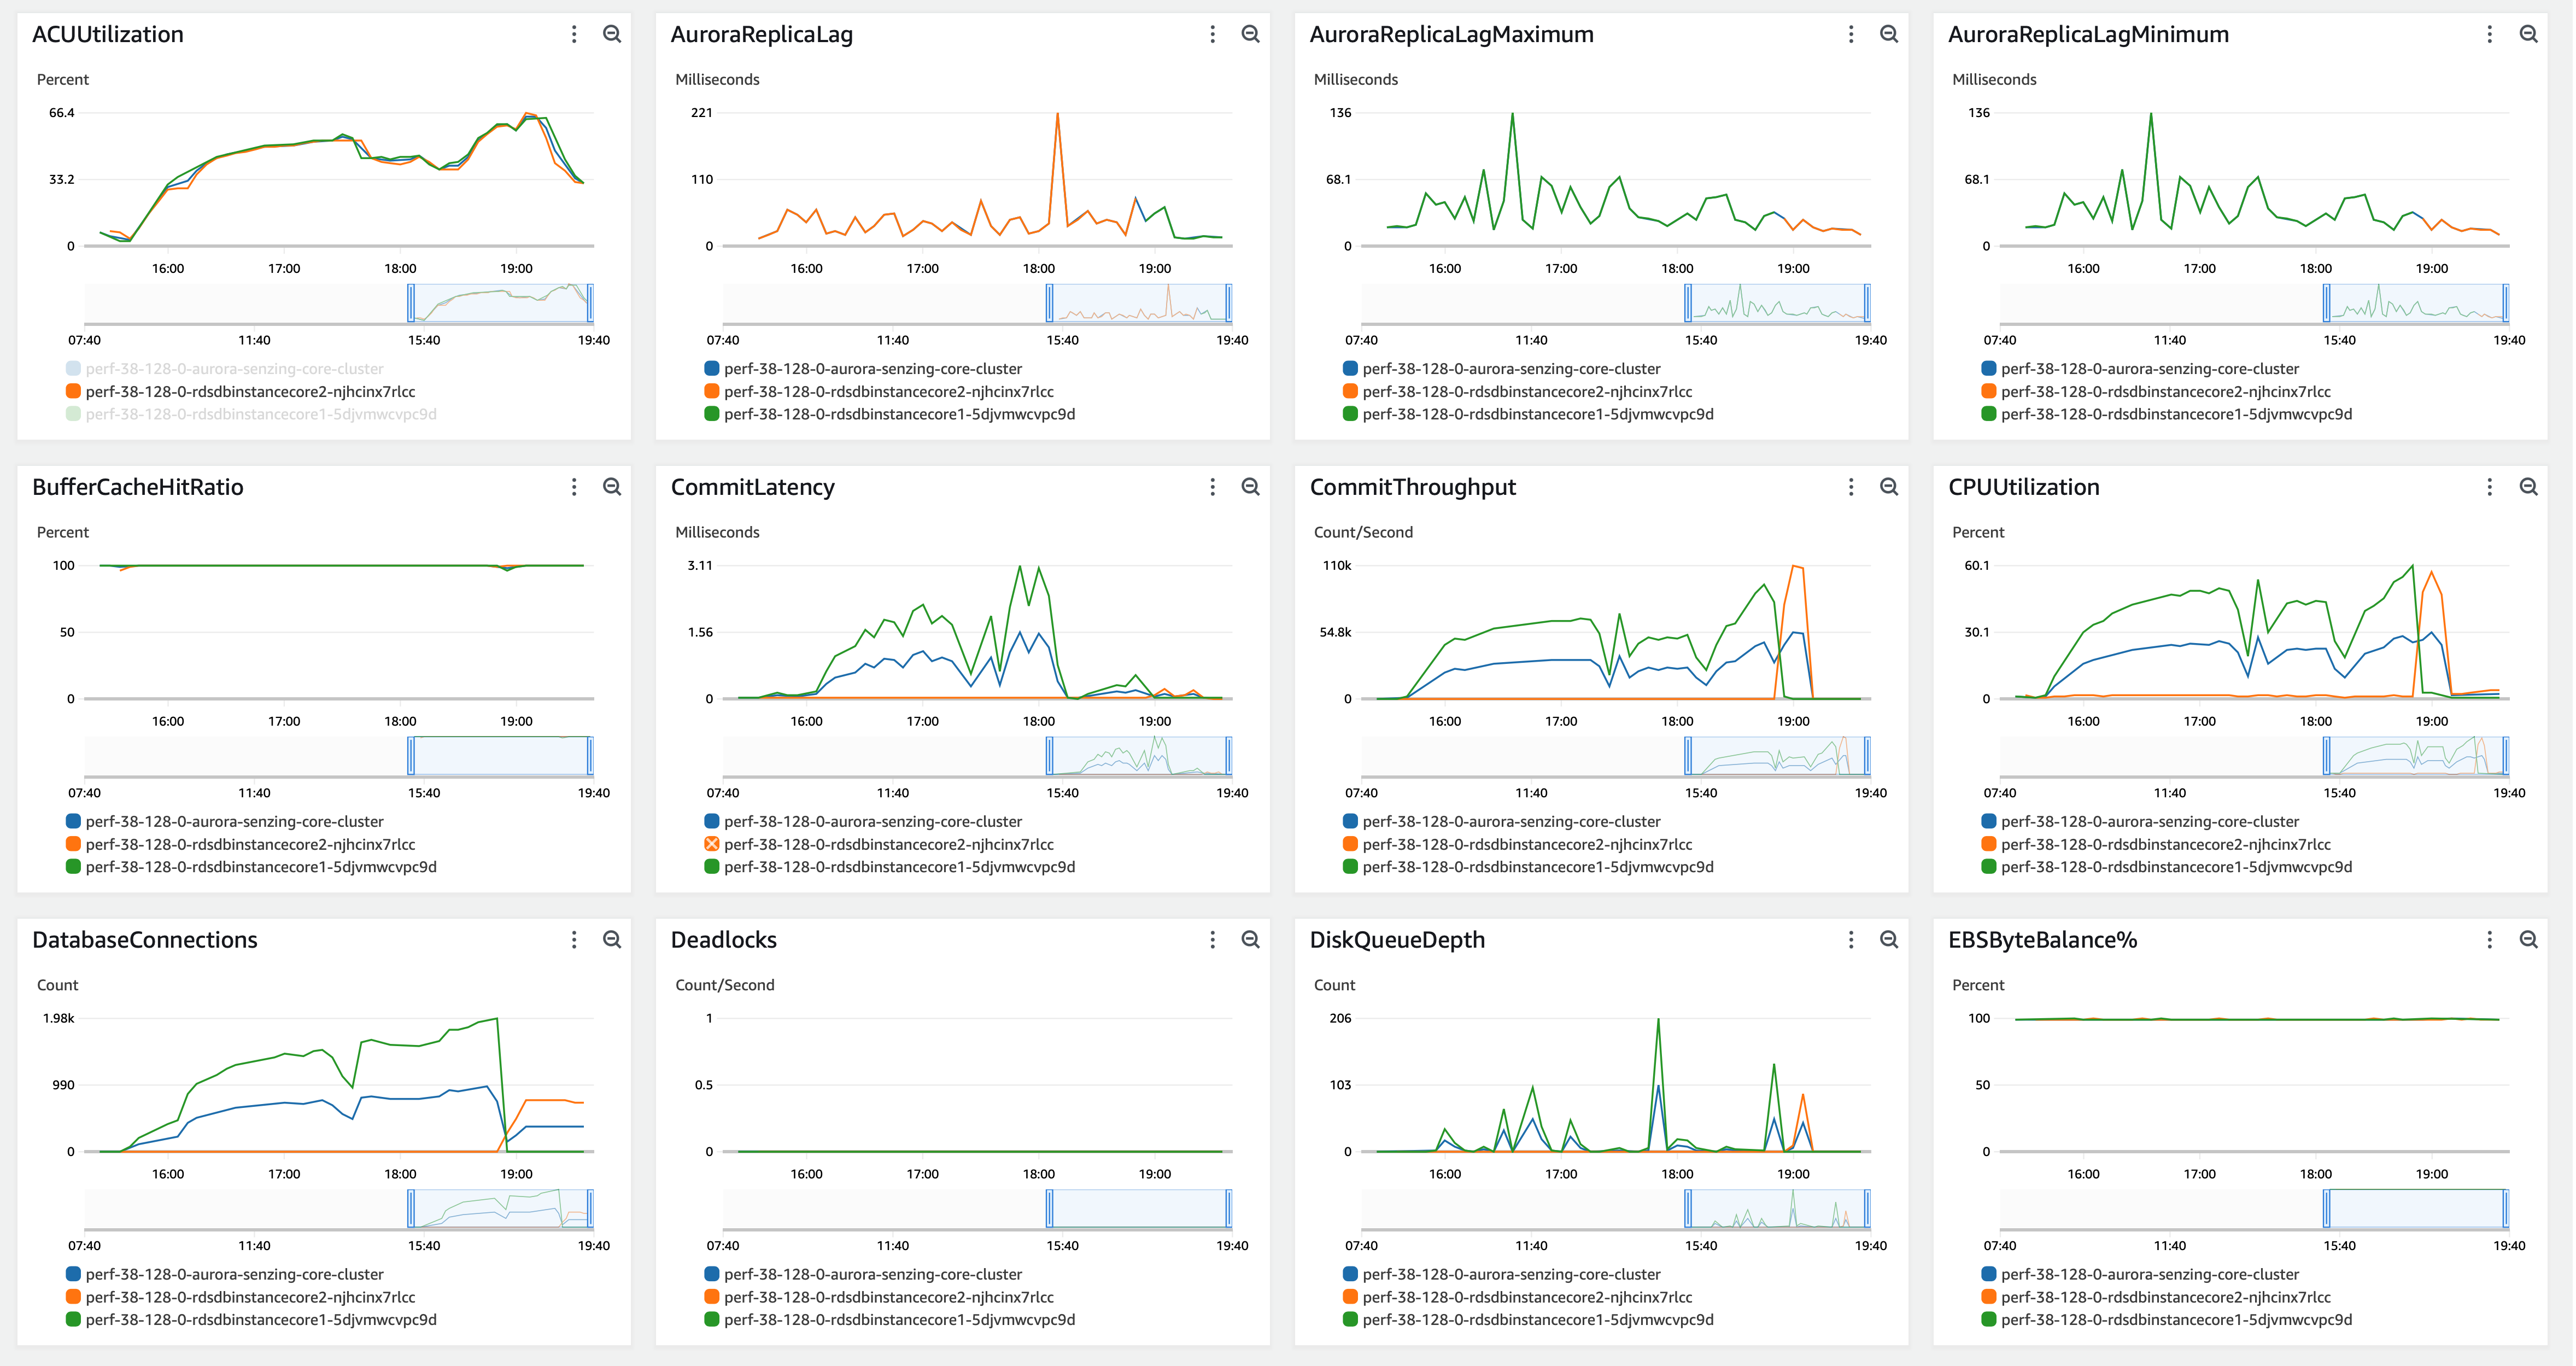 ACUUtilization
Percent
66.4
33.2
0
16:00 17:00 18:00 19:00
07:40 11:40 15:40 19:40
perf-38-128-0-aurora-senzing-core-cluster
perf-38-128-0-rdsdbinstancecore2-njhcinx7rlcc
perf-38-128-0-rdsdbinstancecore1-5djvmwcvpc9d
AuroraReplicaLag
Milliseconds
221
110
0
16:00 17:00 18:00 19:00
07:40 11:40 15:40 19:40
perf-38-128-0-aurora-senzing-core-cluster
perf-38-128-0-rdsdbinstancecore2-njhcinx7rlcc
perf-38-128-0-rdsdbinstancecore1-5djvmwcvpc9d
AuroraReplicaLagMaximum
Milliseconds
136
68.1
0
16:00 17:00 18:00 19:00
07:40 11:40 15:40 19:40
perf-38-128-0-aurora-senzing-core-cluster
perf-38-128-0-rdsdbinstancecore2-njhcinx7rlcc
perf-38-128-0-rdsdbinstancecore1-5djvmwcvpc9d
AuroraReplicaLagMinimum
Milliseconds
136
68.1
0
16:00 17:00 18:00 19:00
07:40 11:40 15:40 19:40
perf-38-128-0-aurora-senzing-core-cluster
perf-38-128-0-rdsdbinstancecore2-njhcinx7rlcc
perf-38-128-0-rdsdbinstancecore1-5djvmwcvpc9d
BufferCacheHitRatio
Percent
100
50
0
16:00 17:00 18:00 19:00
07:40 11:40 15:40 19:40
perf-38-128-0-aurora-senzing-core-cluster
perf-38-128-0-rdsdbinstancecore2-njhcinx7rlcc
perf-38-128-0-rdsdbinstancecore1-5djvmwcvpc9d
CommitLatency
Milliseconds
3.11
1.56
0
16:00 17:00 18:00 19:00
07:40 11:40 15:40 19:40
perf-38-128-0-aurora-senzing-core-cluster
perf-38-128-0-rdsdbinstancecore2-njhcinx7rlcc
perf-38-128-0-rdsdbinstancecore1-5djvmwcvpc9d
CommitThroughput
Count/Second
110k
54.8k
0
16:00 17:00 18:00 19:00
07:40 11:40 15:40 19:40
perf-38-128-0-aurora-senzing-core-cluster
perf-38-128-0-rdsdbinstancecore2-njhcinx7rlcc
perf-38-128-0-rdsdbinstancecore1-5djvmwcvpc9d
CPUUtilization
Percent
60.1
30.1
0
16:00 17:00 18:00 19:00
07:40 11:40 15:40 19:40
perf-38-128-0-aurora-senzing-core-cluster
perf-38-128-0-rdsdbinstancecore2-njhcinx7rlcc
perf-38-128-0-rdsdbinstancecore1-5djvmwcvpc9d
DatabaseConnections
Count
1.98k
990
0
16:00 17:00 18:00 19:00
07:40 11:40 15:40 19:40
perf-38-128-0-aurora-senzing-core-cluster
perf-38-128-0-rdsdbinstancecore2-njhcinx7rlcc
perf-38-128-0-rdsdbinstancecore1-5djvmwcvpc9d
Deadlocks
Count/Second
1
0.5
0
16:00 17:00 18:00 19:00
07:40 11:40 15:40 19:40
perf-38-128-0-aurora-senzing-core-cluster
perf-38-128-0-rdsdbinstancecore2-njhcinx7rlcc
perf-38-128-0-rdsdbinstancecore1-5djvmwcvpc9d
DiskQueueDepth
Count
206
103
0
16:00 17:00 18:00 19:00
07:40 11:40 15:40 19:40
perf-38-128-0-aurora-senzing-core-cluster
perf-38-128-0-rdsdbinstancecore2-njhcinx7rlcc
perf-38-128-0-rdsdbinstancecore1-5djvmwcvpc9d
EBSByteBalance%
Percent
100
50
0
16:00 17:00 18:00 19:00
07:40 11:40 15:40 19:40
perf-38-128-0-aurora-senzing-core-cluster
perf-38-128-0-rdsdbinstancecore2-njhcinx7rlcc
perf-38-128-0-rdsdbinstancecore1-5djvmwcvpc9d